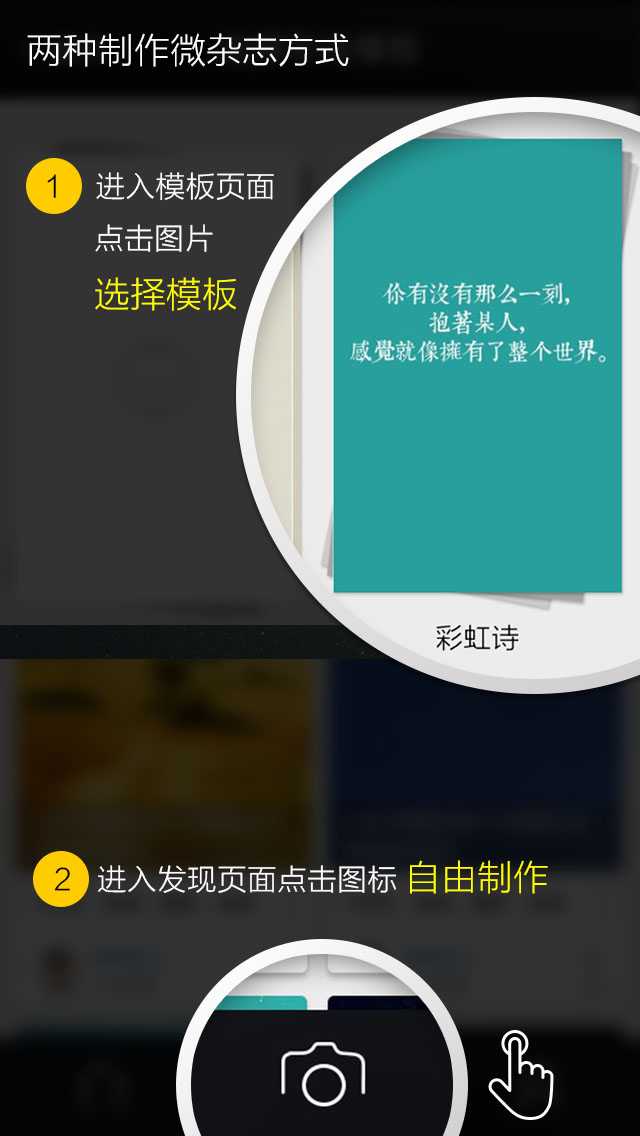 两种制作微杂志方式
1
进入模板页面
点击图片
选择模板
你有沒有那么一刻，
抱著某人，
感覺就像擁有了整个世界。
彩虹诗
2 进入发现页面点击图标 自由制作